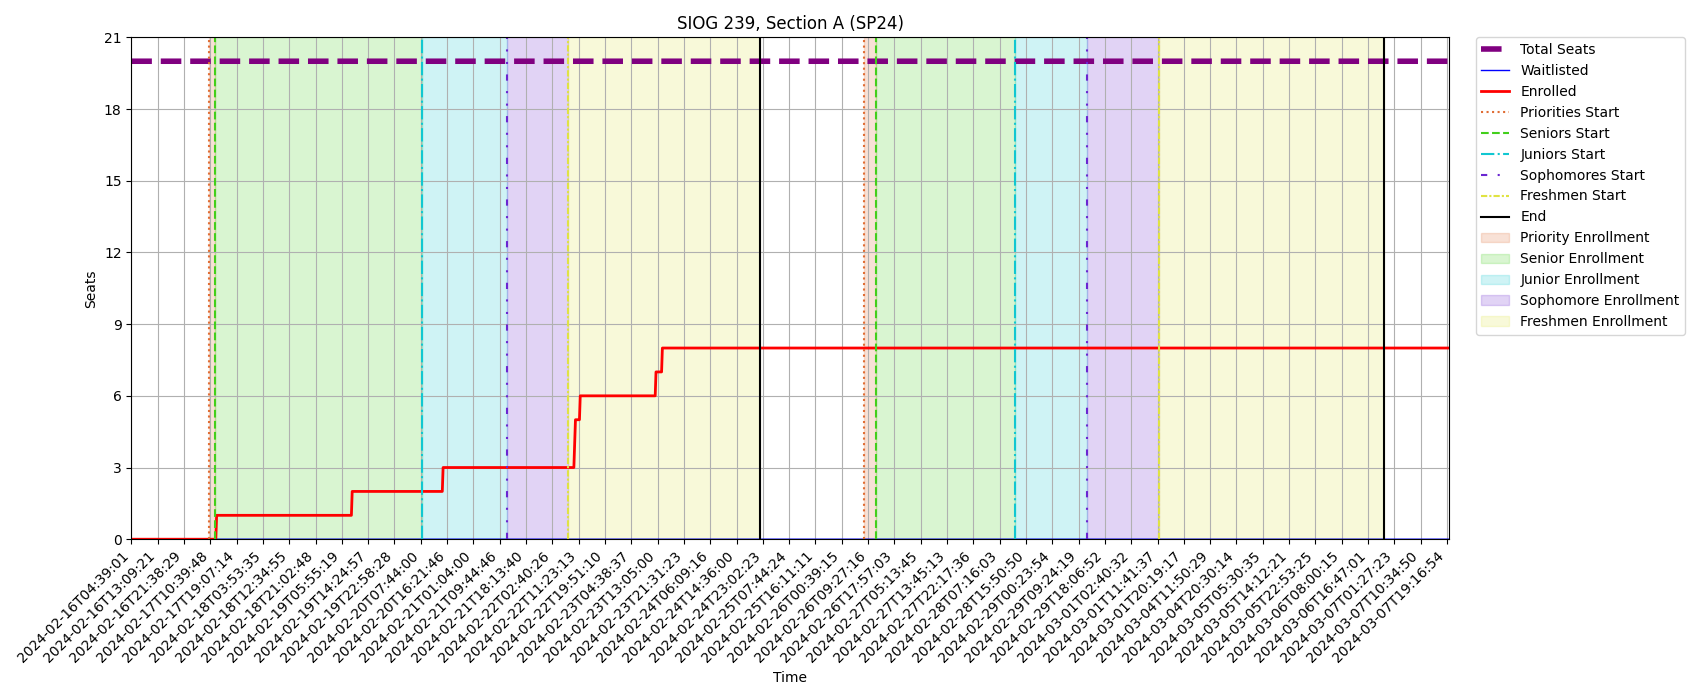 SIOG 239, Section A (SP24)
21
18
15
12
9
6
3
0
Seats
2024-02-16T04:39:01
2024-02-16T13:09:21
2024-02-16T21:38:29
2024-02-17T10:39:48
2024-02-17T19:07:14
2024-02-18T03:53:35
2024-02-18T12:34:55
2024-02-18T21:02:48
2024-02-19T05:55:19
2024-02-19T14:24:57
2024-02-19T22:58:28
2024-02-20T07:44:00
2024-02-20T16:21:46
2024-02-21T01:04:00
2024-02-21T09:44:46
2024-02-21T18:13:40
2024-02-22T02:40:26
2024-02-22T11:23:13
2024-02-22T19:51:10
2024-02-23T04:38:37
2024-02-23T13:05:00
2024-02-23T21:31:23
2024-02-24T06:09:16
2024-02-24T14:36:00
2024-02-24T23:02:23
2024-02-25T07:44:24
2024-02-25T16:11:11
2024-02-26T00:39:15
2024-02-26T09:27:16
2024-02-26T17:57:03
2024-02-27T05:13:45
2024-02-27T13:45:13
2024-02-27T22:17:36
2024-02-28T07:16:03
2024-02-28T15:50:50
2024-02-29T00:23:54
2024-02-29T09:24:19
2024-02-29T18:06:52
2024-03-01T02:40:32
2024-03-01T11:41:37
2024-03-01T20:19:17
2024-03-04T11:50:29
2024-03-04T20:30:14
2024-03-05T05:30:35
2024-03-05T14:12:21
2024-03-05T22:53:25
2024-03-06T08:00:15
2024-03-06T16:47:01
2024-03-07T01:27:23
2024-03-07T10:34:50
2024-03-07T19:16:54
Time
Total Seats
Waitlisted
Enrolled
Priorities Start
Seniors Start
Juniors Start
Sophomores Start
Freshmen Start
End
Priority Enrollment
Senior Enrollment
Junior Enrollment
Sophomore Enrollment
Freshmen Enrollment